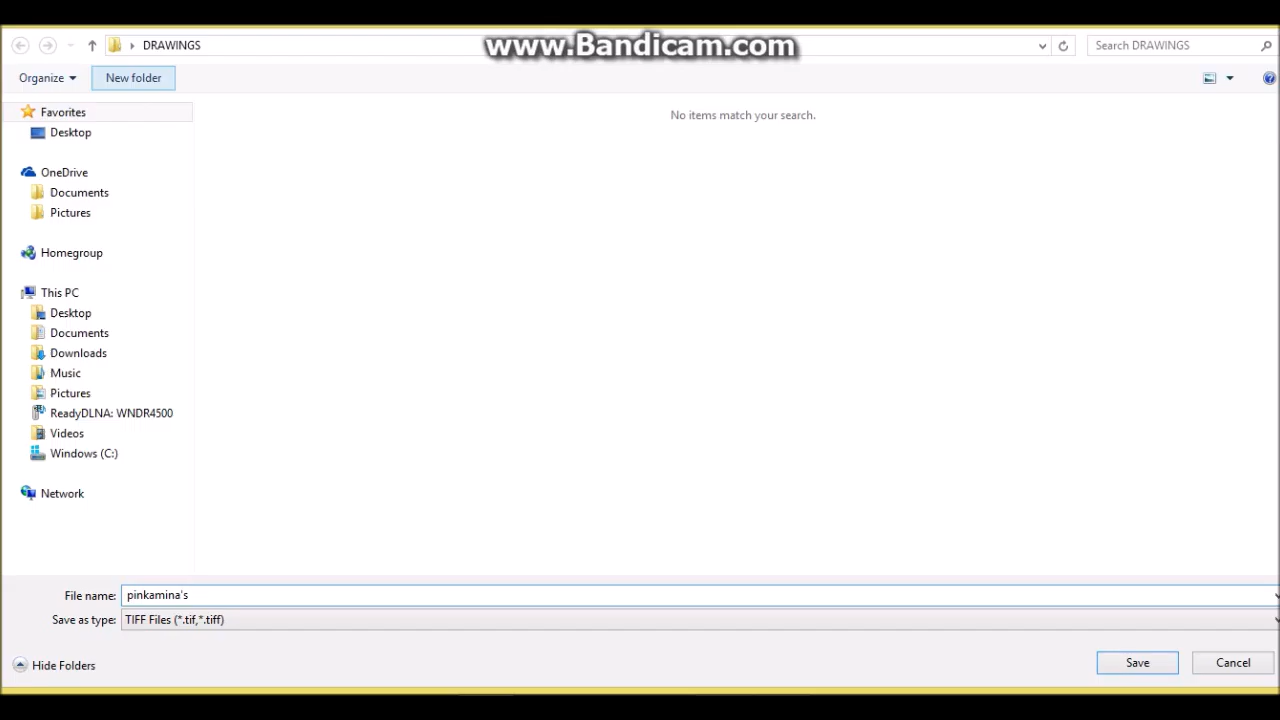 www.Bandicam.com
DRAWINGS
Search DRAWINGS
Organize
New folder
Favorites
No items match your search.
Desktop
OneDrive
Documents
Pictures
Homegroup
This PC
Desktop
Documents
Downloads
Music
Pictures
ReadyDLNA: WNDR4500
Videos
Windows (C:)
Network
File name: pinkamina's
Save as type: TIFF Files (*.tif,*.tiff)
Hide Folders
Save
Cancel